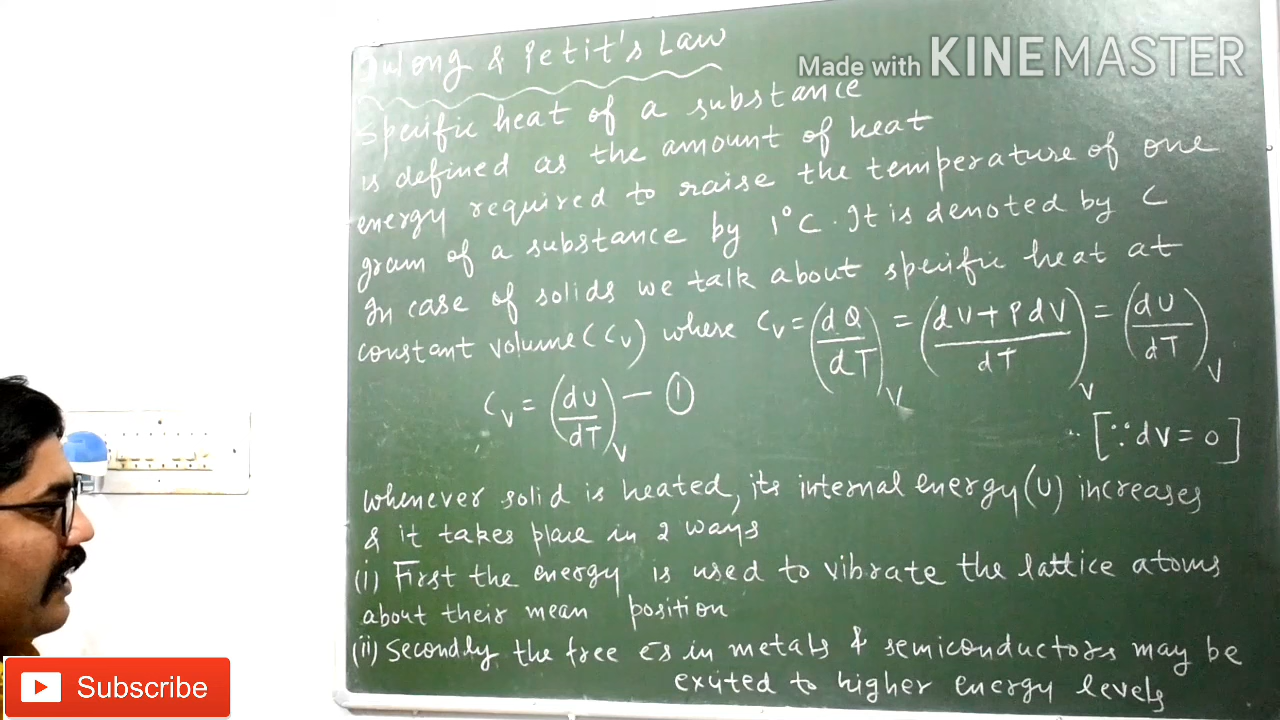 Dulong & Petit's Law
Made with KINEMASTER
Specific heat of a substance
is defined as the amount of heat
energy required to raise the temperature of one
gram of a substance by 1°C. It is denoted by C
In case of solids we talk about specific heat at
constant volume (Cv) where Cv = (dQ/dT)v = ((dU + PdV)/dT)v = (dU/dT)v
Cv = (dU/dT)v — ①
[∵ dV = 0]
Whenever solid is heated, its internal energy (U) increases
& it takes place in 2 ways
(i) First the energy is used to vibrate the lattice atoms
about their mean position
(ii) Secondly the free e̅s in metals & semiconductors may be
exited to higher energy levels
Subscribe